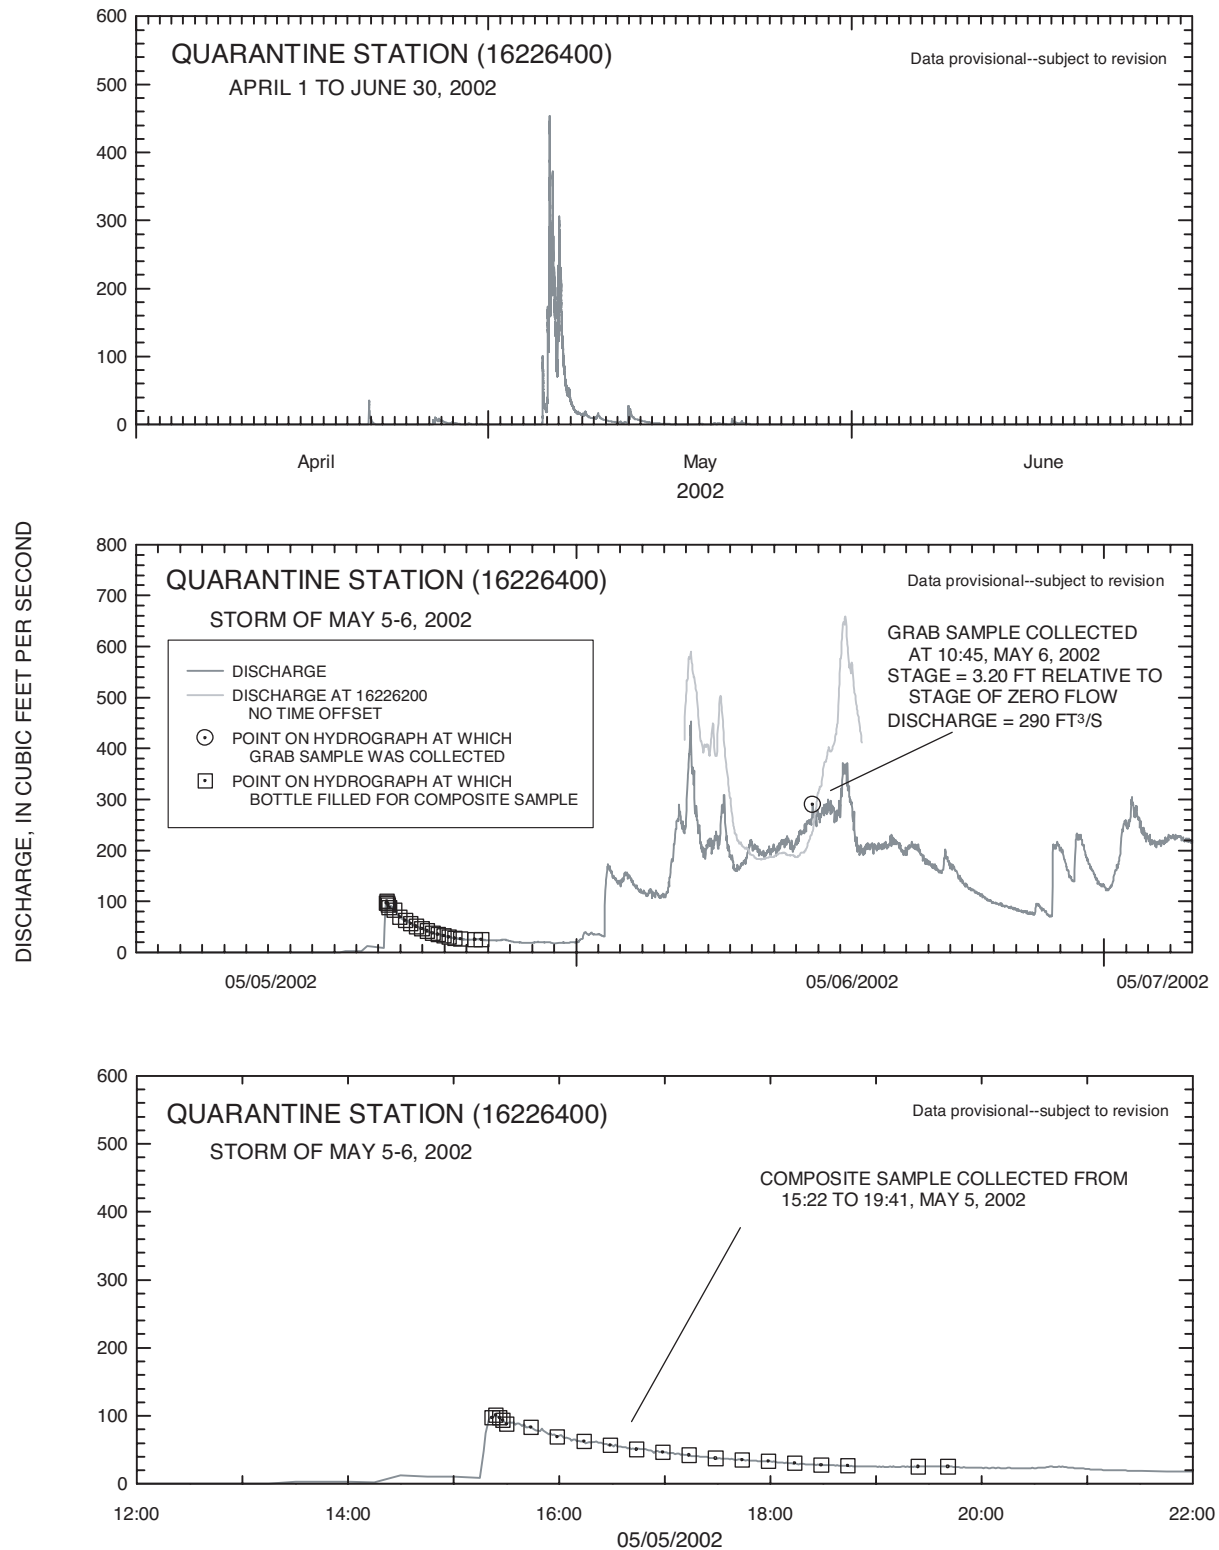 DISCHARGE, IN CUBIC FEET PER SECOND
600
500
400
300
200
100
0
QUARANTINE STATION (16226400)
APRIL 1 TO JUNE 30, 2002
Data provisional--subject to revision
April
May
June
2002
800
700
600
500
400
300
200
100
0
QUARANTINE STATION (16226400)
STORM OF MAY 5-6, 2002
Data provisional--subject to revision
DISCHARGE
DISCHARGE AT 16226200
NO TIME OFFSET
POINT ON HYDROGRAPH AT WHICH
GRAB SAMPLE WAS COLLECTED
POINT ON HYDROGRAPH AT WHICH
BOTTLE FILLED FOR COMPOSITE SAMPLE
GRAB SAMPLE COLLECTED
AT 10:45, MAY 6, 2002
STAGE = 3.20 FT RELATIVE TO
STAGE OF ZERO FLOW
DISCHARGE = 290 FT³/S
05/05/2002
05/06/2002
05/07/2002
600
500
400
300
200
100
0
QUARANTINE STATION (16226400)
STORM OF MAY 5-6, 2002
Data provisional--subject to revision
COMPOSITE SAMPLE COLLECTED FROM
15:22 TO 19:41, MAY 5, 2002
12:00
14:00
16:00
18:00
20:00
22:00
05/05/2002